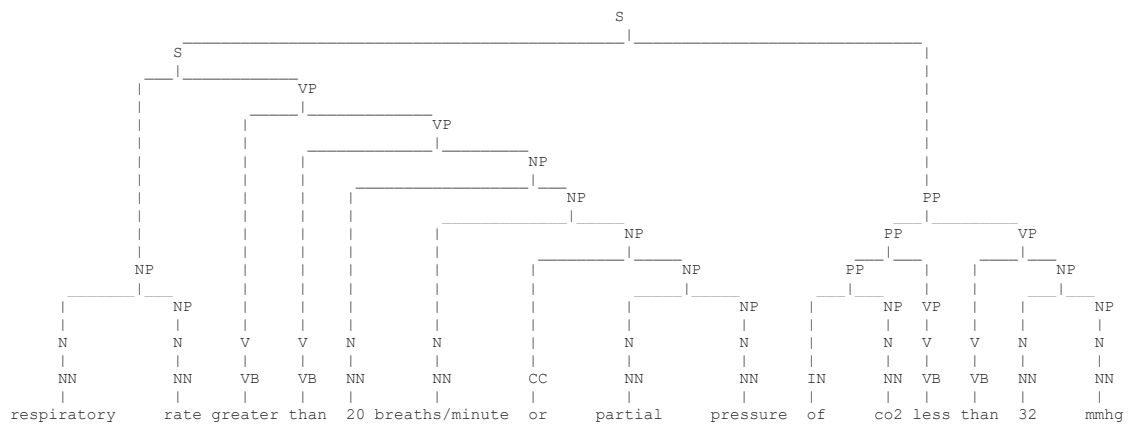 S
S
VP
VP
NP
NP PP
NP PP VP
NP NP PP NP
NP NP NP VP NP
N N V V N N N N N V V N N
NN NN VB VB NN NN CC NN NN IN NN VB VB NN NN
respiratory rate greater than 20 breaths/minute or partial pressure of co2 less than 32 mmhg